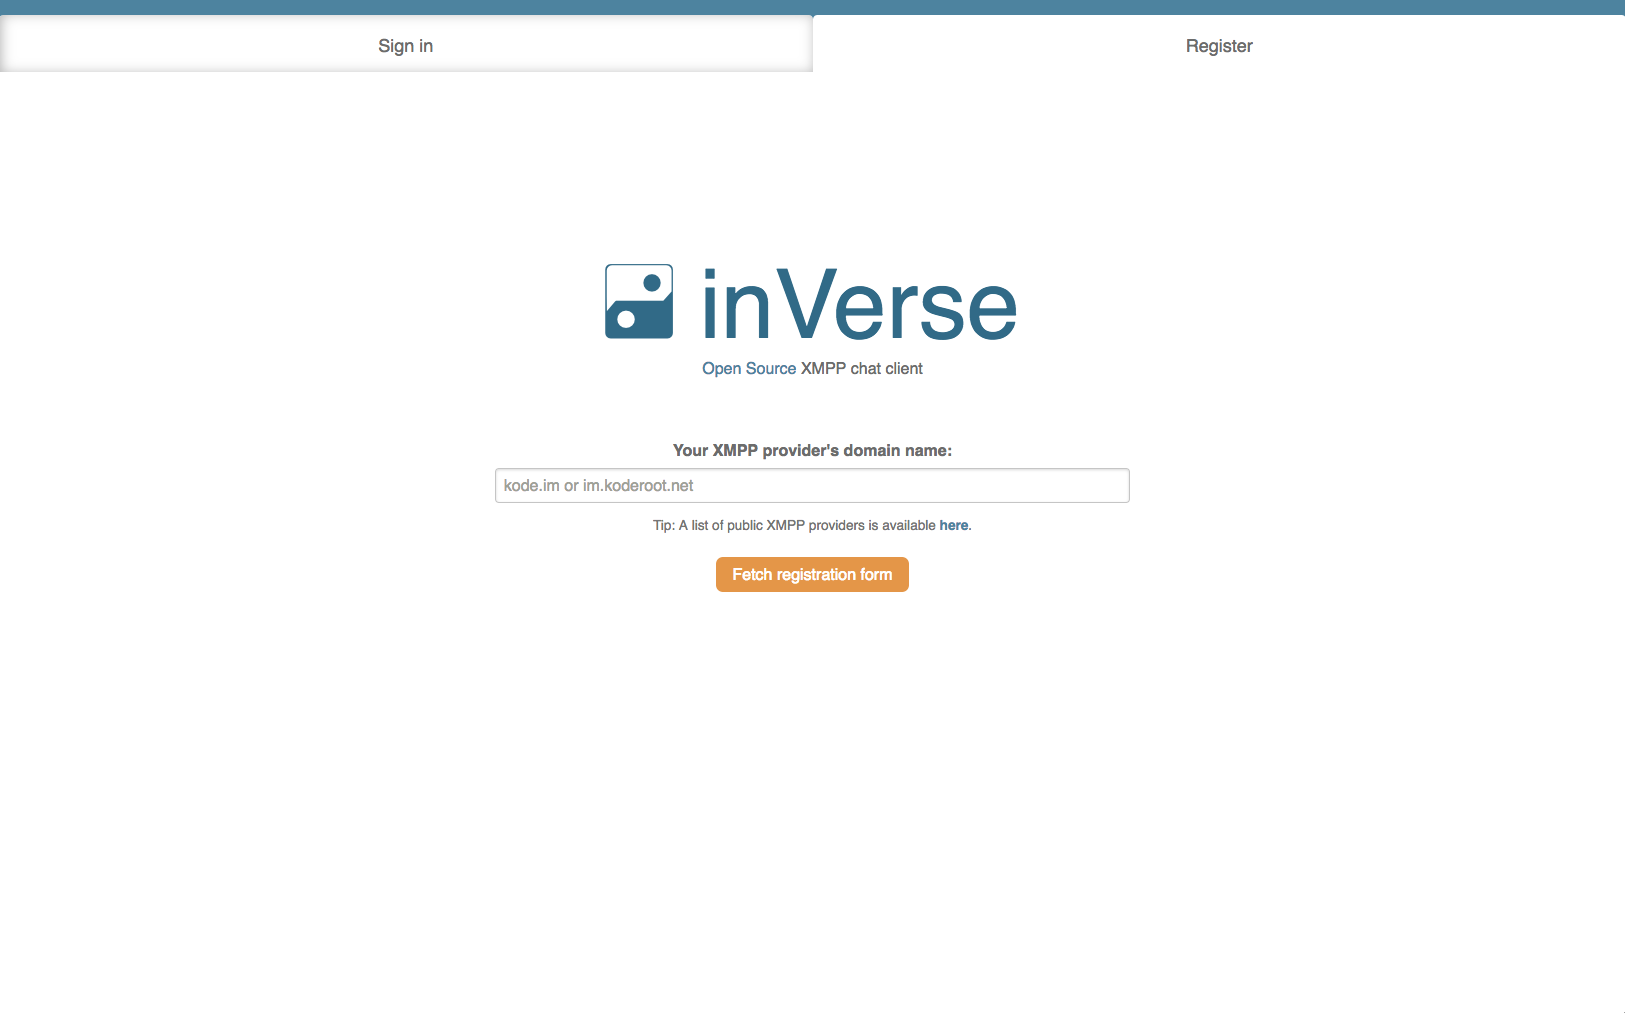 Sign in
Register
inVerse
Open Source XMPP chat client
Your XMPP provider's domain name:
kode.im or im.koderoot.net
Tip: A list of public XMPP providers is available here.
Fetch registration form